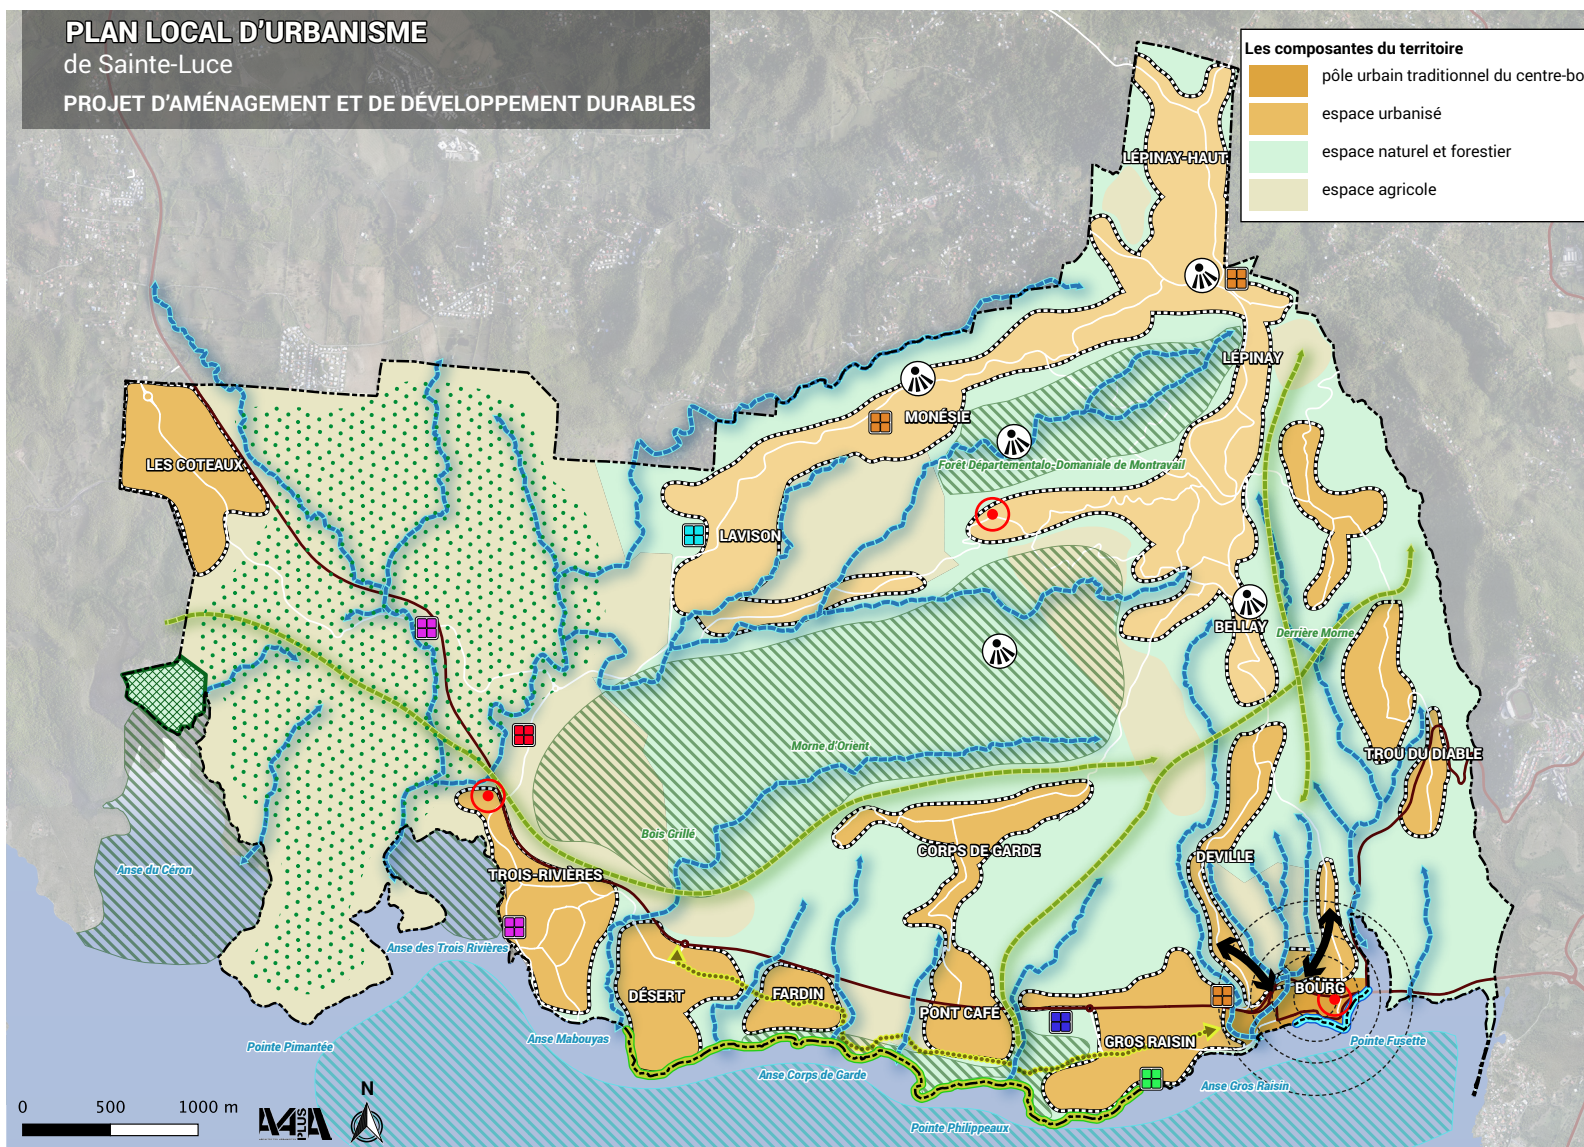 PLAN LOCAL D'URBANISME
de Sainte-Luce
PROJET D'AMÉNAGEMENT ET DE DÉVELOPPEMENT DURABLES
Les composantes du territoire
pôle urbain traditionnel du centre-bo
espace urbanisé
espace naturel et forestier
espace agricole
LÉPINAY-HAUT
LÉPINAY
MONÉSIE
Forêt Départementalo-Domaniale de Montravail
LES COTEAUX
LAVISON
BELLAY
Derrière Morne
Morne d'Orient
TROU DU DIABLE
Bois Grillé
CORPS DE GARDE
DEVILLE
Anse du Céron
TROIS-RIVIÈRES
Anse des Trois Rivières
DÉSERT
FARDIN
BOURG
PONT CAFÉ
GROS RAISIN
Anse Mabouyas
Pointe Pimantée
Pointe Fusette
Anse Corps de Garde
Anse Gros Raisin
Pointe Philippeaux
0 500 1000 m
A4A PLUS
N